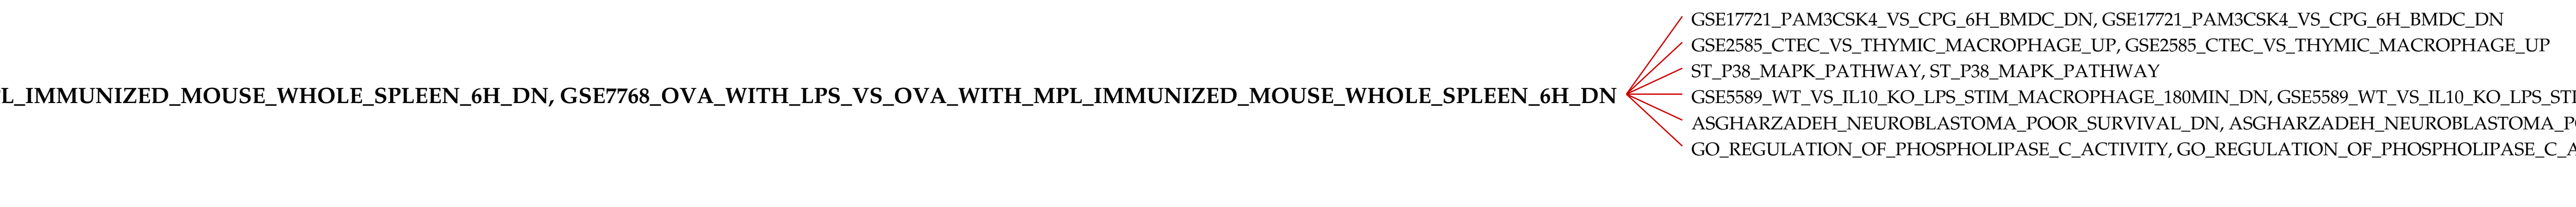 GSE17721_PAM3CSK4_VS_CPG_6H_BMDC_DN, GSE17721_PAM3CSK4_VS_CPG_6H_BMDC_DN
GSE2585_CTEC_VS_THYMIC_MACROPHAGE_UP, GSE2585_CTEC_VS_THYMIC_MACROPHAGE_UP
ST_P38_MAPK_PATHWAY, ST_P38_MAPK_PATHWAY
L_IMMUNIZED_MOUSE_WHOLE_SPLEEN_6H_DN, GSE7768_OVA_WITH_LPS_VS_OVA_WITH_MPL_IMMUNIZED_MOUSE_WHOLE_SPLEEN_6H_DN
GSE5589_WT_VS_IL10_KO_LPS_STIM_MACROPHAGE_180MIN_DN, GSE5589_WT_VS_IL10_KO_LPS_STI
ASGHARZADEH_NEUROBLASTOMA_POOR_SURVIVAL_DN, ASGHARZADEH_NEUROBLASTOMA_P
GO_REGULATION_OF_PHOSPHOLIPASE_C_ACTIVITY, GO_REGULATION_OF_PHOSPHOLIPASE_C_A